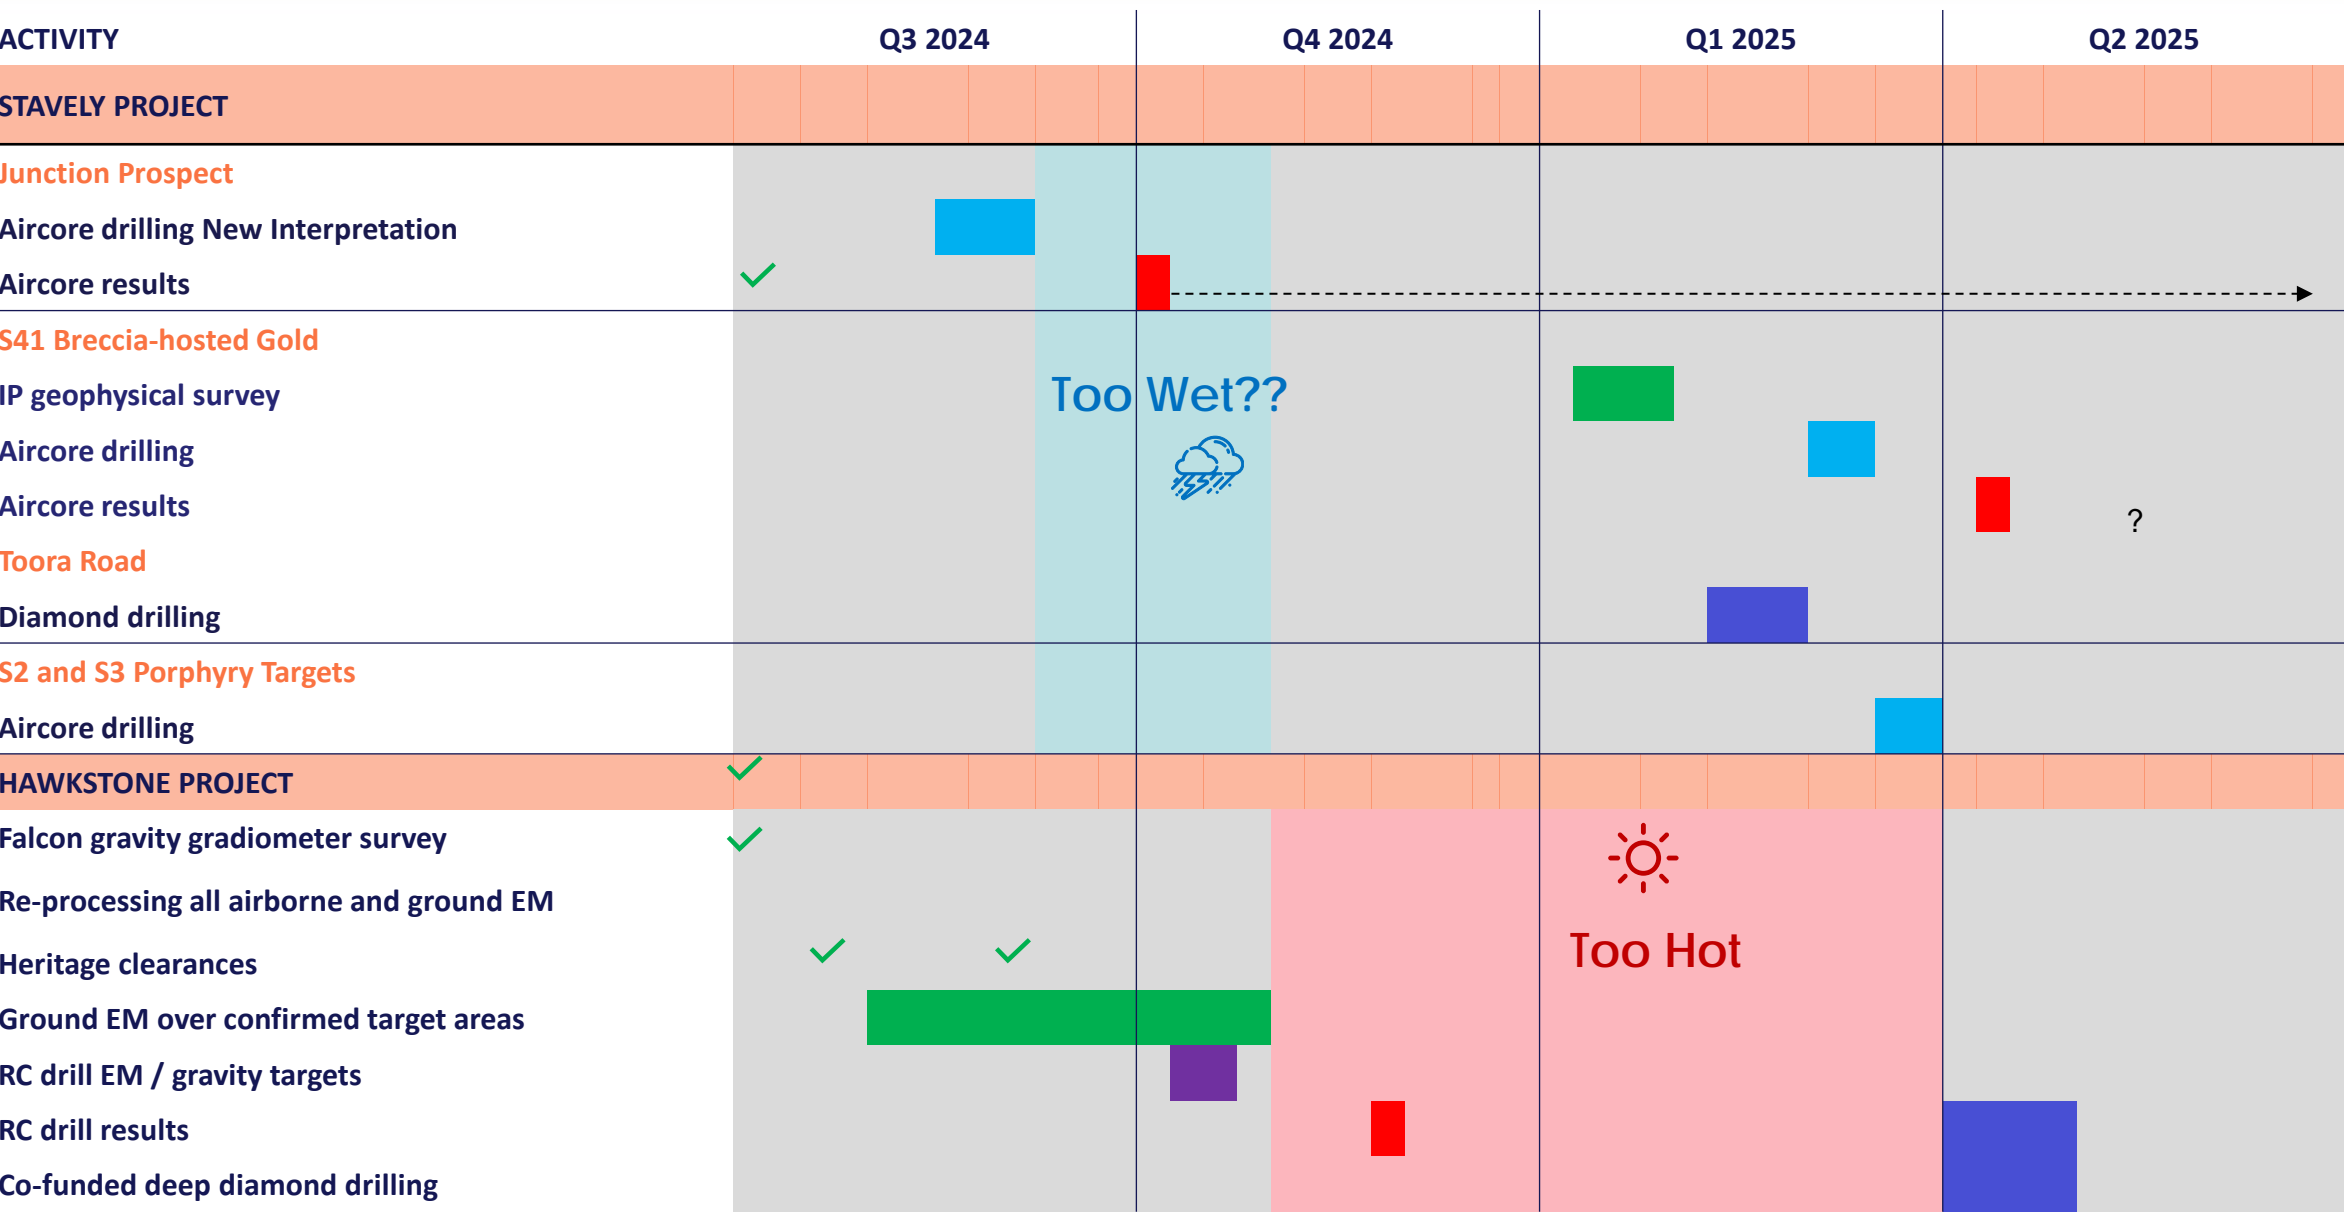 ACTIVITY Q3 2024 Q4 2024 Q1 2025 Q2 2025
STAVELY PROJECT
Junction Prospect
Aircore drilling New Interpretation
Aircore results
S41 Breccia-hosted Gold
IP geophysical survey
Too Wet??
Aircore drilling
Aircore results
?
Toora Road
Diamond drilling
S2 and S3 Porphyry Targets
Aircore drilling
HAWKSTONE PROJECT
Falcon gravity gradiometer survey
Re-processing all airborne and ground EM
Heritage clearances
Too Hot
Ground EM over confirmed target areas
RC drill EM / gravity targets
RC drill results
Co-funded deep diamond drilling